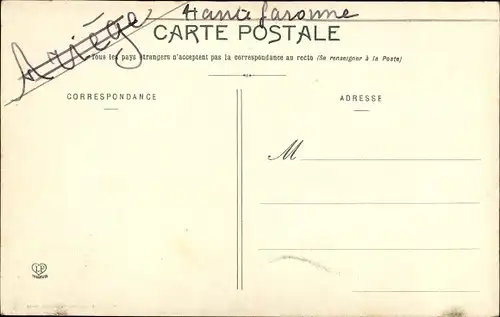 Ariège Haute garonne
CARTE POSTALE
Tous les pays étrangers n'acceptent pas la correspondance au recto (Se renseigner à la Poste)
CORRESPONDANCE
ADRESSE
M